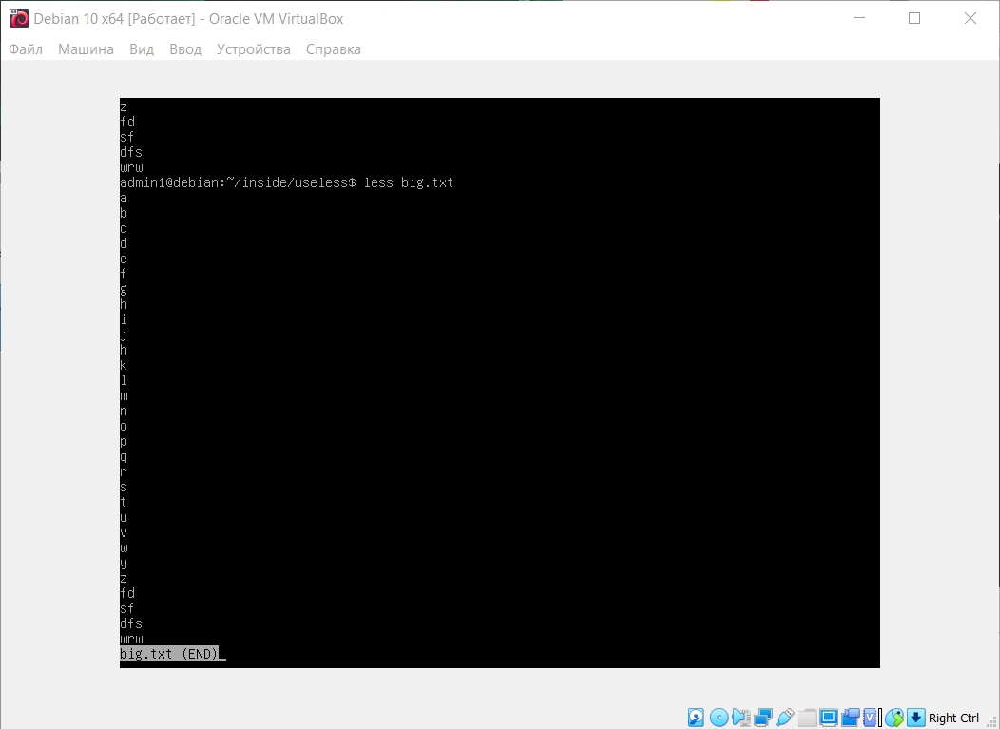 Debian 10 x64 [Работает] - Oracle VM VirtualBox
Файл Машина Вид Ввод Устройства Справка
z
fd
sf
dfs
wrw
admin1@debian:~/inside/useless$ less big.txt
a
b
c
d
e
f
g
h
i
j
h
k
l
m
n
o
p
q
r
s
t
u
v
w
y
z
fd
sf
dfs
wrw
big.txt (END)
Right Ctrl